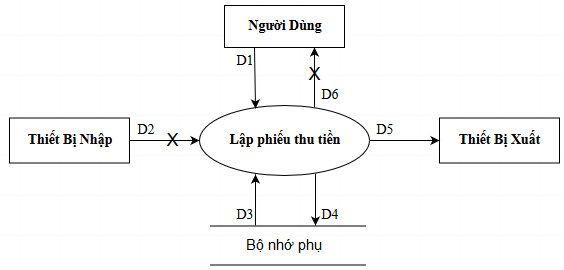 Người Dùng
D1
X
D6
Thiết Bị Nhập
D2
X
Lập phiếu thu tiền
D5
Thiết Bị Xuất
D3
D4
Bộ nhớ phụ